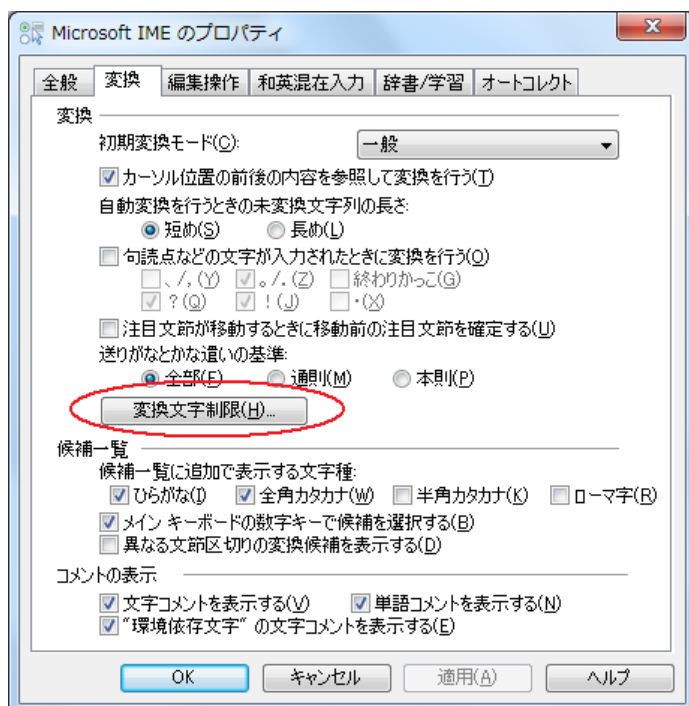 Microsoft IME のプロパティ
全般 変換 編集操作 和英混在入力 辞書/学習 オートコレクト
変換
初期変換モード(C): 一般
カーソル位置の前後の内容を参照して変換を行う(T)
自動変換を行うときの未変換文字列の長さ:
短め(S) 長め(L)
句読点などの文字が入力されたときに変換を行う(O)
、/,(Y) 。/.(Z) 終わりかっこ(G)
?(Q) !(J) ・(X)
注目文節が移動するときに移動前の注目文節を確定する(U)
送りがなとかな遣いの基準:
全部(F) 通則(M) 本則(P)
変換文字制限(H)...
候補一覧
候補一覧に追加で表示する文字種:
ひらがな(I) 全角カタカナ(W) 半角カタカナ(K) ローマ字(R)
メイン キーボードの数字キーで候補を選択する(B)
異なる文節区切りの変換候補を表示する(D)
コメントの表示
文字コメントを表示する(V) 単語コメントを表示する(N)
"環境依存文字" の文字コメントを表示する(E)
OK キャンセル 適用(A) ヘルプ